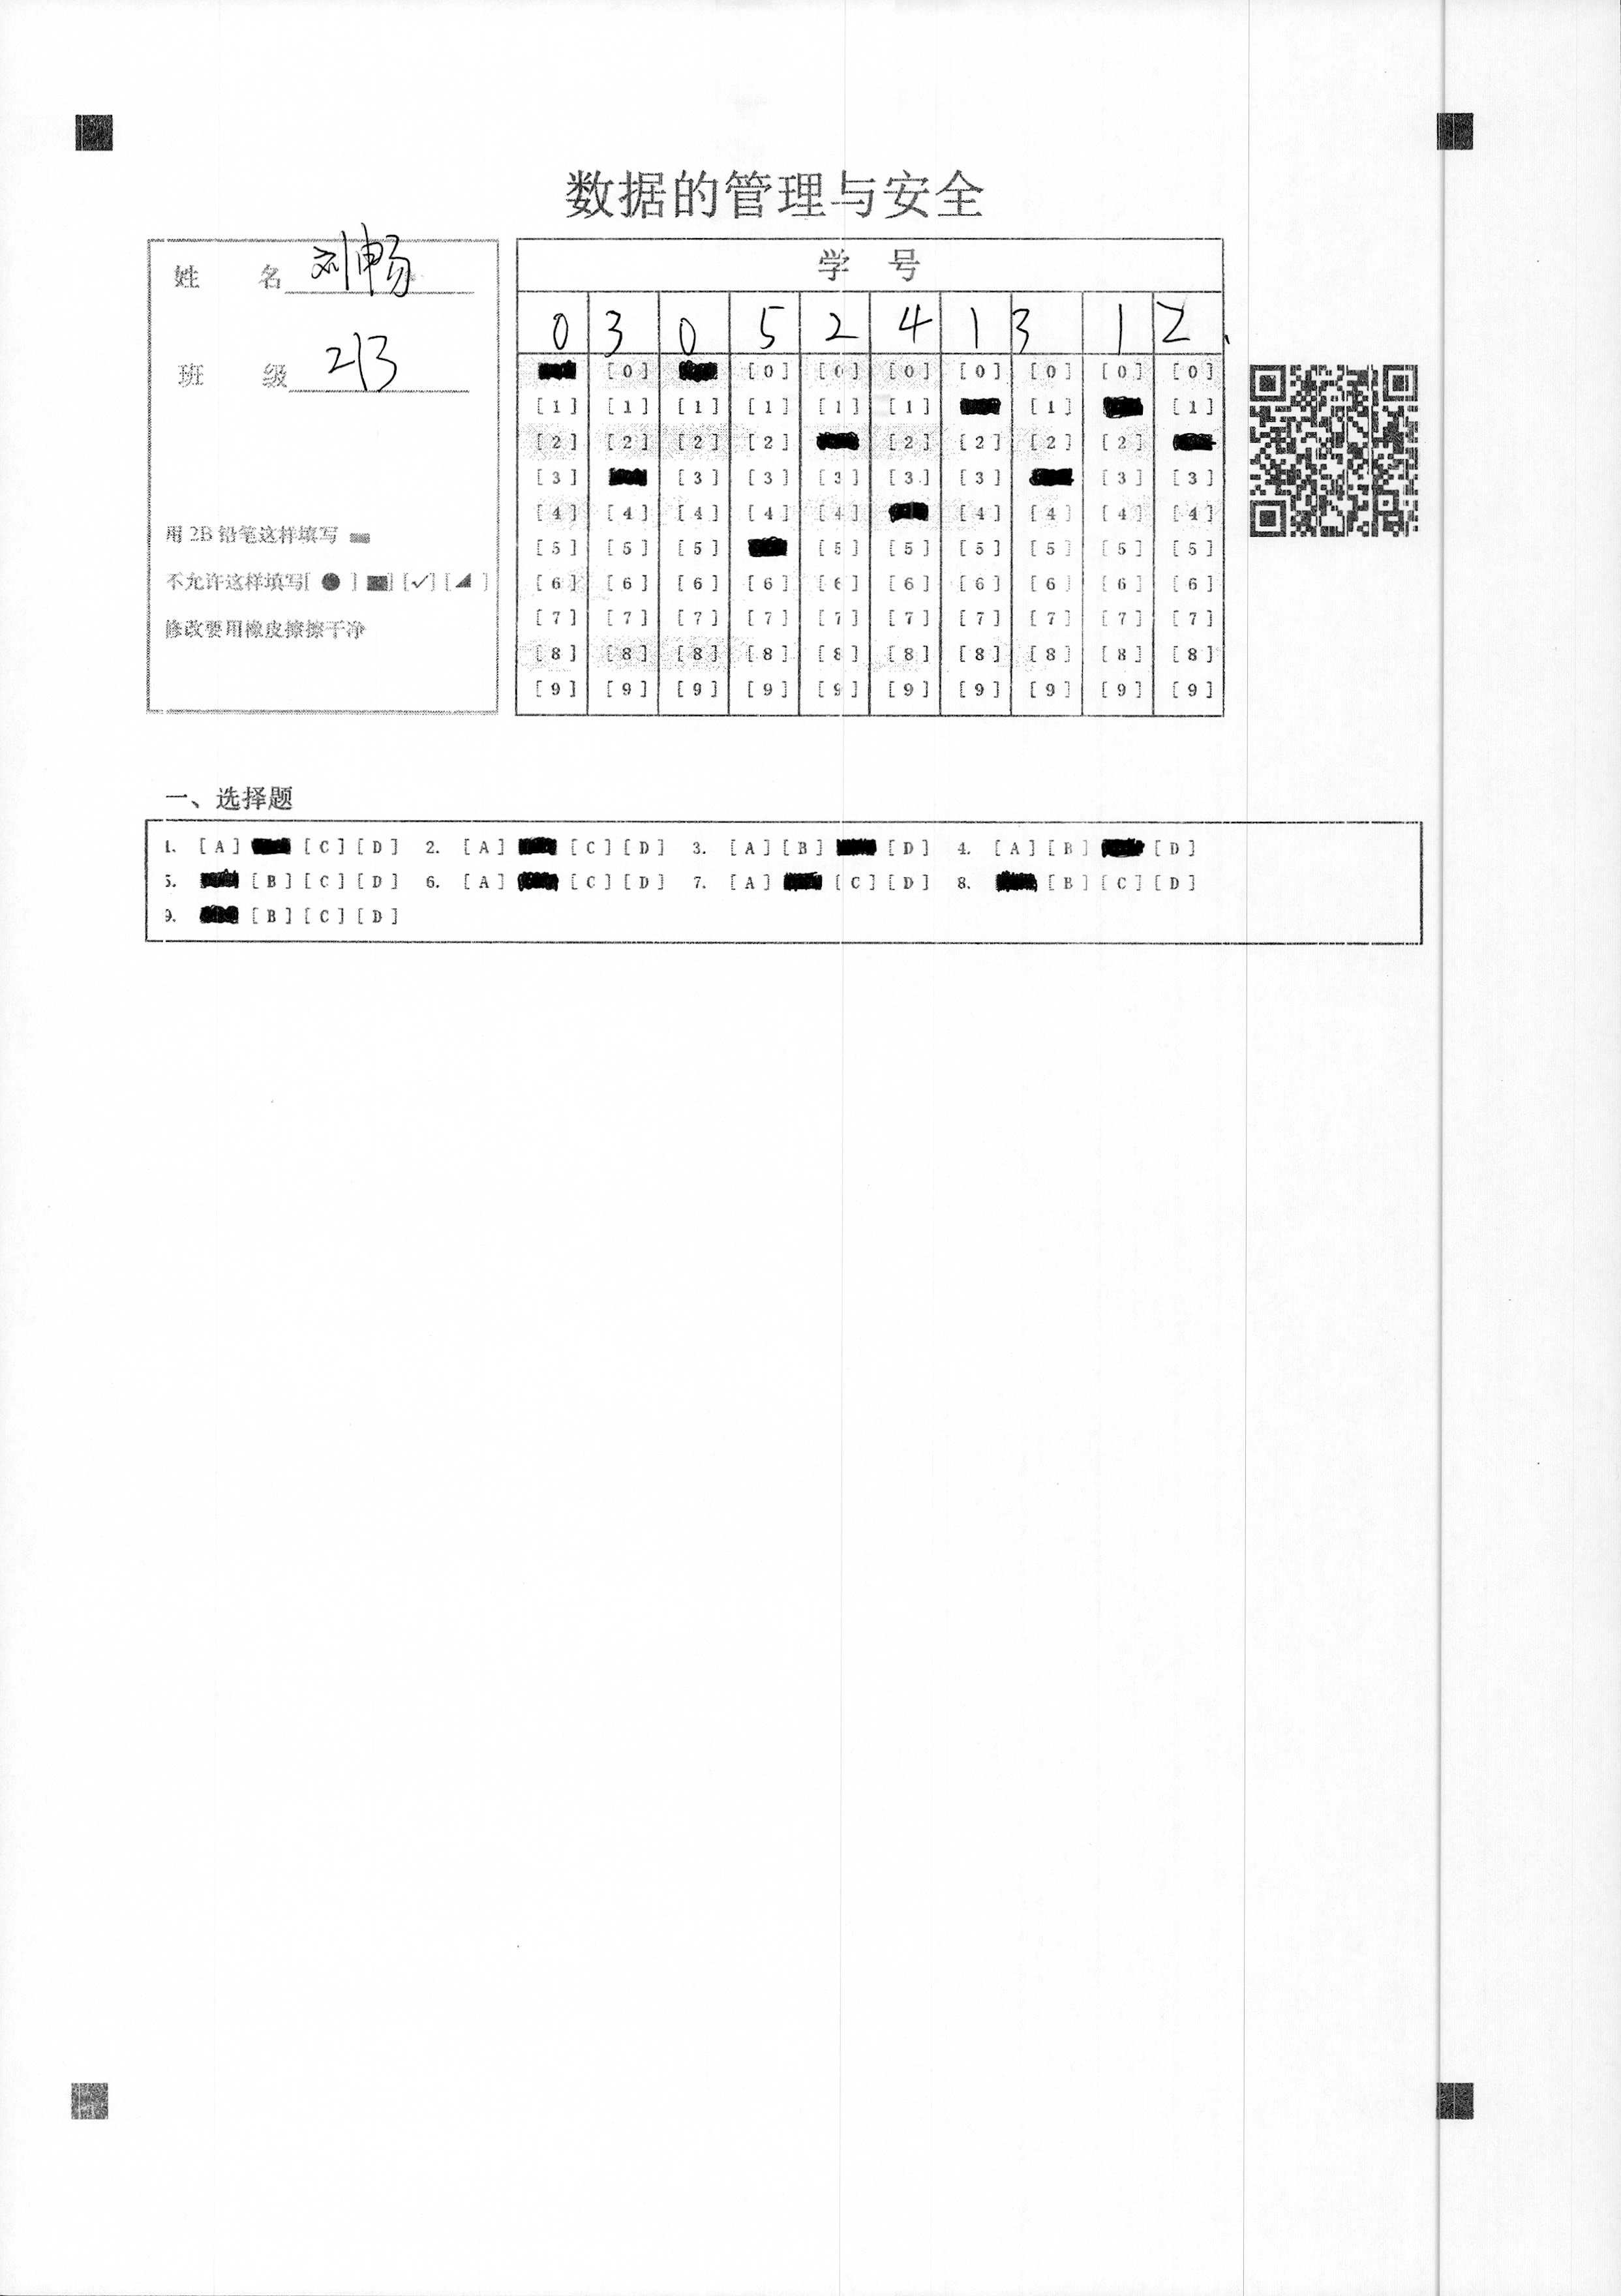 数据的管理与安全
姓 名 刘畅
班 级 213
用 2B 铅笔这样填写
不允许这样填写[ ● ] ■] [✓] [◢ ]
修改要用橡皮擦擦干净
学 号
0 3 0 5 2 4 1 3 1 2
[0] [0] [0] [0] [0] [0] [0] [0]
[1] [1] [1] [1] [1] [1] [1] [1]
[2] [2] [2] [2] [2] [2] [2] [2]
[3] [3] [3] [3] [3] [3] [3] [3]
[4] [4] [4] [4] [4] [4] [4] [4] [4]
[5] [5] [5] [5] [5] [5] [5] [5] [5]
[6] [6] [6] [6] [6] [6] [6] [6] [6] [6]
[7] [7] [7] [7] [7] [7] [7] [7] [7] [7]
[8] [8] [8] [8] [8] [8] [8] [8] [8] [8]
[9] [9] [9] [9] [9] [9] [9] [9] [9] [9]
一、选择题
1. [A] [C] [D] 2. [A] [C] [D] 3. [A] [B] [D] 4. [A] [B] [D]
5. [B] [C] [D] 6. [A] [C] [D] 7. [A] [C] [D] 8. [B] [C] [D]
9. [B] [C] [D]